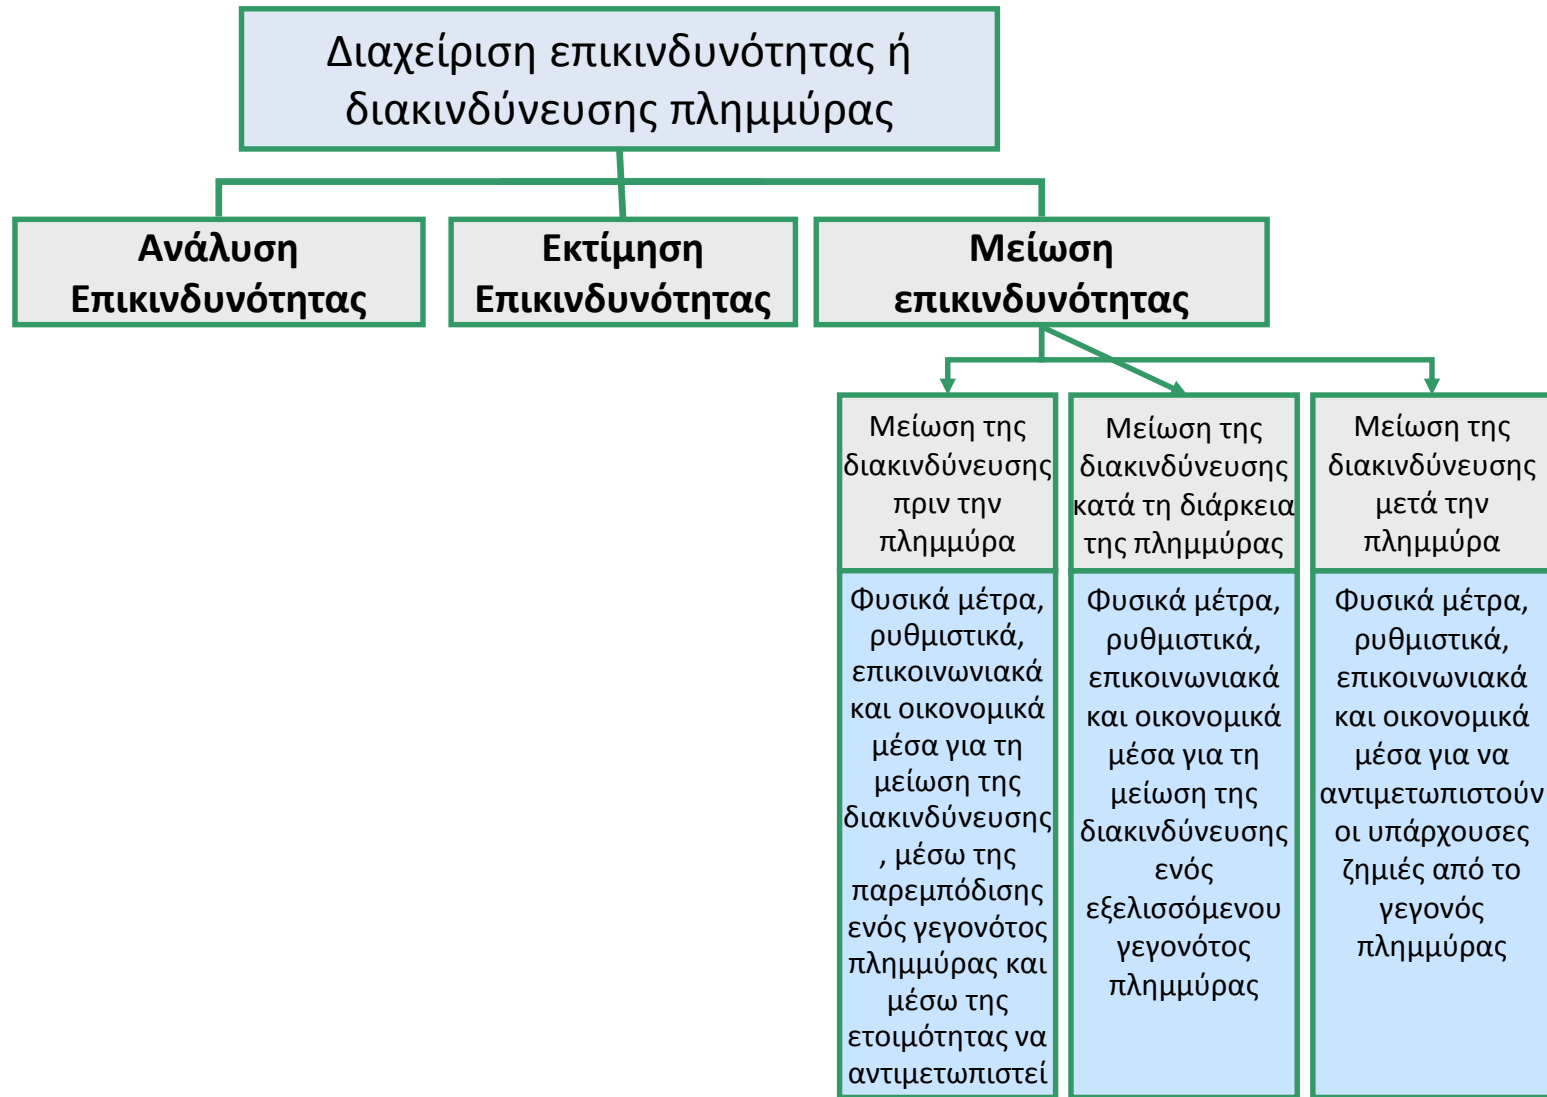 Διαχείριση επικινδυνότητας ή
διακινδύνευσης πλημμύρας
Ανάλυση
Επικινδυνότητας
Εκτίμηση
Επικινδυνότητας
Μείωση
επικινδυνότητας
Μείωση της
διακινδύνευσης
πριν την
πλημμύρα
Μείωση της
διακινδύνευσης
κατά τη διάρκεια
της πλημμύρας
Μείωση της
διακινδύνευσης
μετά την
πλημμύρα
Φυσικά μέτρα,
ρυθμιστικά,
επικοινωνιακά
και οικονομικά
μέσα για τη
μείωση της
διακινδύνευσης
, μέσω της
παρεμπόδισης
ενός γεγονότος
πλημμύρας και
μέσω της
ετοιμότητας να
αντιμετωπιστεί
Φυσικά μέτρα,
ρυθμιστικά,
επικοινωνιακά
και οικονομικά
μέσα για τη
μείωση της
διακινδύνευσης
ενός
εξελισσόμενου
γεγονότος
πλημμύρας
Φυσικά μέτρα,
ρυθμιστικά,
επικοινωνιακά
και οικονομικά
μέσα για να
αντιμετωπιστούν
οι υπάρχουσες
ζημιές από το
γεγονός
πλημμύρας